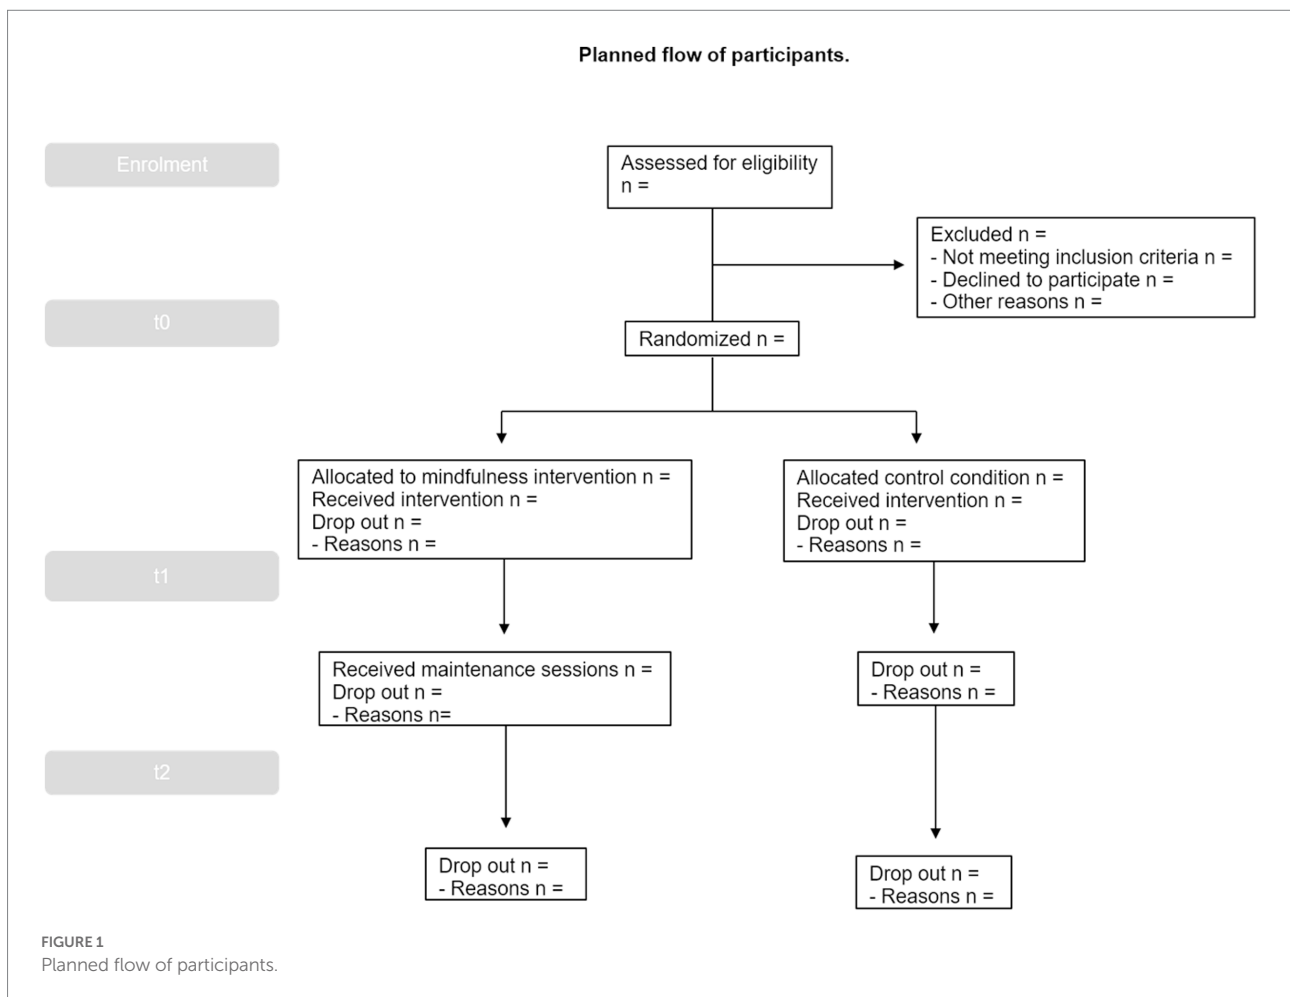 Planned flow of participants.
Enrolment
Assessed for eligibility
n =
Excluded n =
- Not meeting inclusion criteria n =
- Declined to participate n =
- Other reasons n =
t0
Randomized n =
Allocated to mindfulness intervention n =
Received intervention n =
Drop out n =
- Reasons n =
Allocated control condition n =
Received intervention n =
Drop out n =
- Reasons n =
t1
Received maintenance sessions n =
Drop out n =
- Reasons n=
Drop out n =
- Reasons n =
t2
Drop out n =
- Reasons n =
Drop out n =
- Reasons n =
FIGURE 1
Planned flow of participants.